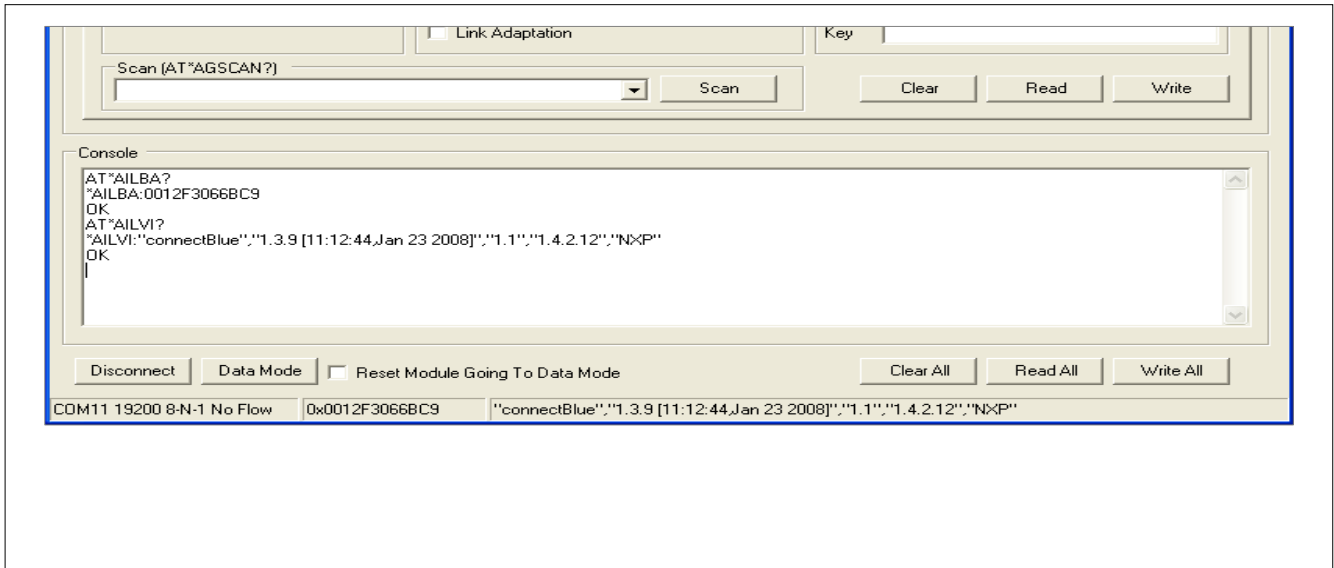 Link Adaptation
Key
Scan (AT*AGSCAN?)
Scan
Clear
Read
Write
Console
AT*AILBA?
*AILBA:0012F3066BC9
OK
AT*AILVI?
*AILVI:"connectBlue","1.3.9 [11:12:44,Jan 23 2008]","1.1","1.4.2.12","NXP"
OK
Disconnect
Data Mode
Reset Module Going To Data Mode
Clear All
Read All
Write All
COM11 19200 8-N-1 No Flow
0x0012F3066BC9
"connectBlue","1.3.9 [11:12:44,Jan 23 2008]","1.1","1.4.2.12","NXP"